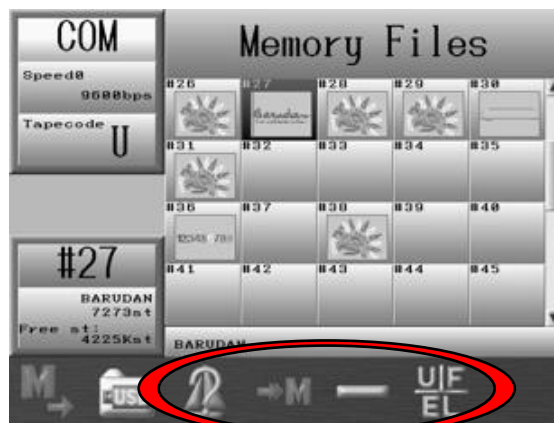 COM
Memory Files
Speed0
9600bps
Tapecode
U
#26 #27 #28 #29 #30
Barudan
#31 #32 #33 #34 #35
#36 #37 #38 #39 #40
#41 #42 #43 #44 #45
#27
BARUDAN
7273st
Free st:
4225Kst
BARUDAN
M
USB
M
U F
EL